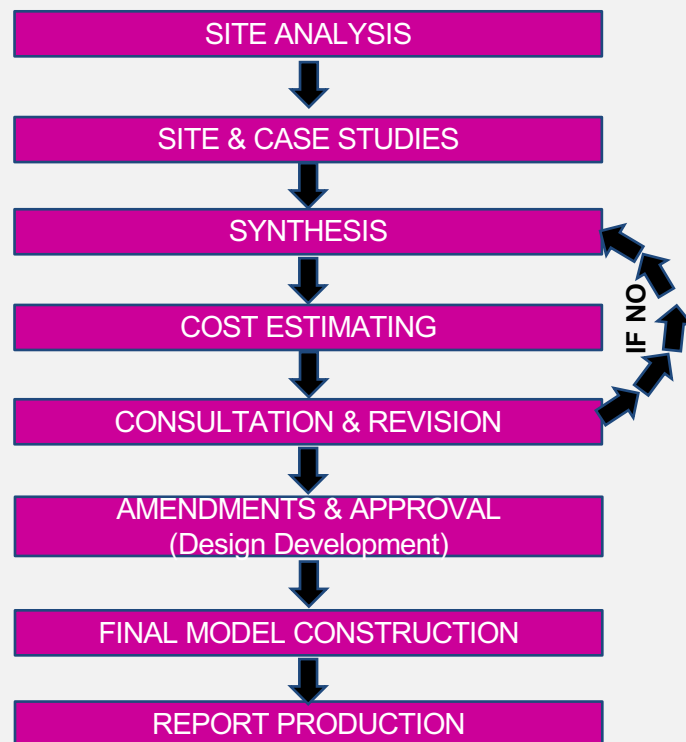 SITE ANALYSIS
SITE & CASE STUDIES
SYNTHESIS
COST ESTIMATING
IF NO
CONSULTATION & REVISION
AMENDMENTS & APPROVAL
(Design Development)
FINAL MODEL CONSTRUCTION
REPORT PRODUCTION